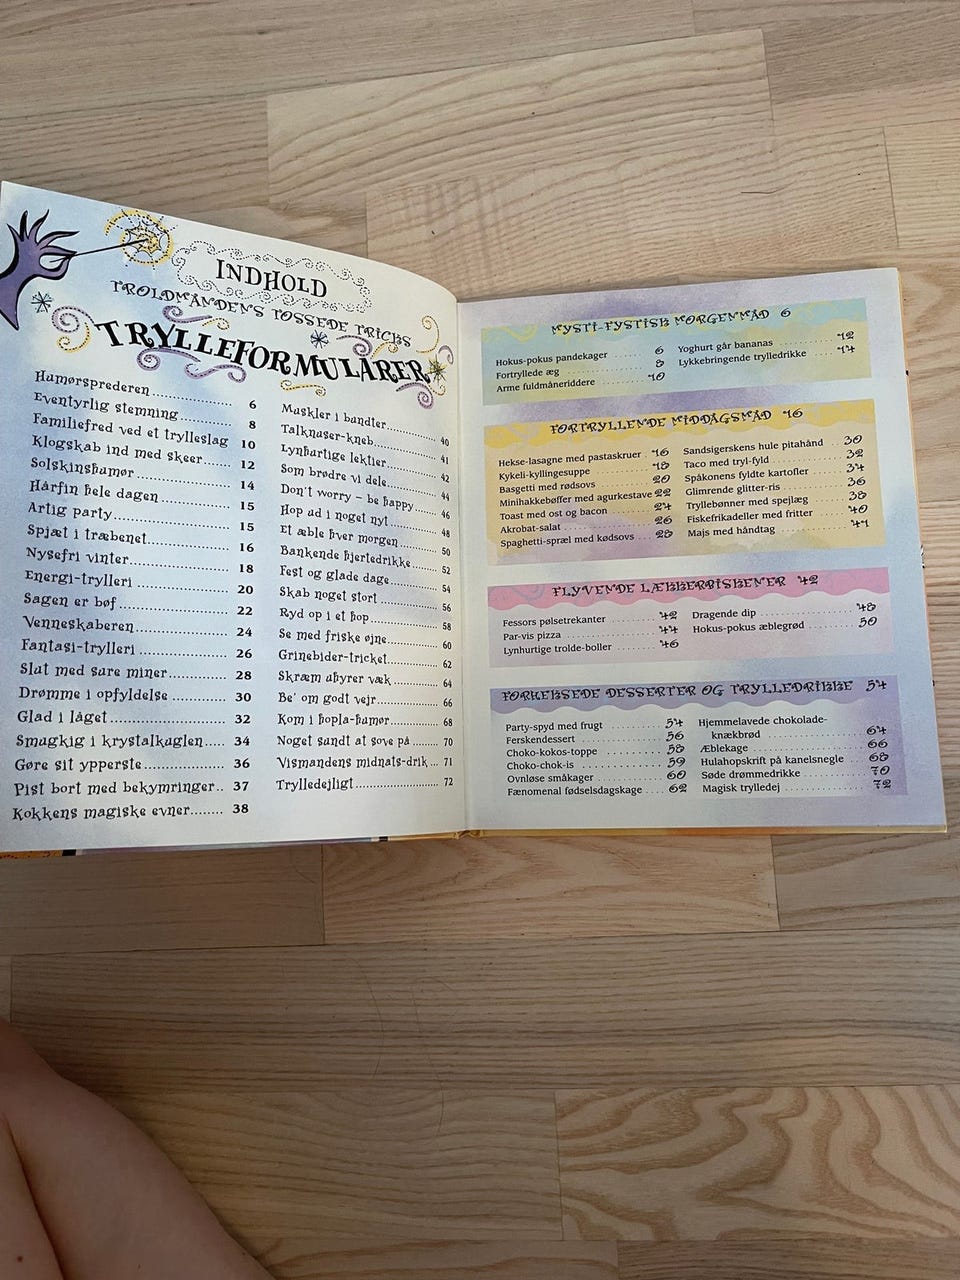 INDHOLD
TROLDMANDENS TOSSEDE TRICKS
TRYLLEFORMULARER
Humørsprederen 6
Eventyrlig stemning 8
Familiefred ved et trylleslag 10
Klogskab ind med skeer 12
Solskinshumør 14
Hårfin hele dagen 15
Artig party 15
Spjæt i træbenet 16
Nysefri vinter 18
Energi-trylleri 20
Sagen er bøf 22
Venneskaberen 24
Fantasi-trylleri 26
Slut med sure miner 28
Drømme i opfyldelse 30
Glad i låget 32
Smugkig i krystalkuglen 34
Gøre sit ypperste 36
Pist bort med bekymringer 37
Kokkens magiske evner 38
Muskler i bundter 40
Talknuser-kneb 41
Lynhurtige lektier 42
Som brødre vi dele 44
Don't worry – be happy 46
Hop ud i noget nyt 48
Et æble hver morgen 50
Bankende hjertedrikke 52
Fest og glade dage 54
Skab noget stort 56
Ryd op i et hop 58
Se med friske øjne 60
Grinebider-tricket 62
Skræm uhyrer væk 64
Be' om godt vejr 66
Kom i hopla-humør 68
Noget sundt at sove på 70
Vismandens midnats-drik 71
Trylledejligt 72
MYSTI-FYSTISK MORGENMAD 6
Hokus-pokus pandekager 6
Fortryllede æg 8
Arme fuldmåneriddere 10
Yoghurt går bananas 12
Lykkebringende trylledrikke 14
FORTRYLLENDE MIDDAGSMAD 16
Hekse-lasagne med pastaskruer 16
Kykeli-kyllingesuppe 18
Basgetti med rødsovs 20
Minihakkebøffer med agurkestave 22
Toast med ost og bacon 24
Akrobat-salat 26
Spaghetti-spræl med kødsovs 28
Sandsigerskens hule pitahånd 30
Taco med tryl-fyld 32
Spåkonens fyldte kartofler 34
Glimrende glitter-ris 36
Tryllebønner med spejlæg 38
Fiskefrikadeller med fritter 40
Majs med håndtag 41
FLYVENDE LÆKKERBISKENER 42
Fessors pølsetrekanter 42
Par-vis pizza 44
Lynhurtige trolde-boller 46
Dragende dip 48
Hokus-pokus æblegrød 50
FORHEKSEDE DESSERTER OG TRYLLEDRIKKE 54
Party-spyd med frugt 54
Ferskendessert 56
Choko-kokos-toppe 58
Choko-chok-is 59
Ovnløse småkager 60
Fænomenal fødselsdagskage 62
Hjemmelavede chokolade-
knækbrød 64
Æblekage 66
Hulahopskrift på kanelsnegle 68
Søde drømmedrikke 70
Magisk trylledej 72